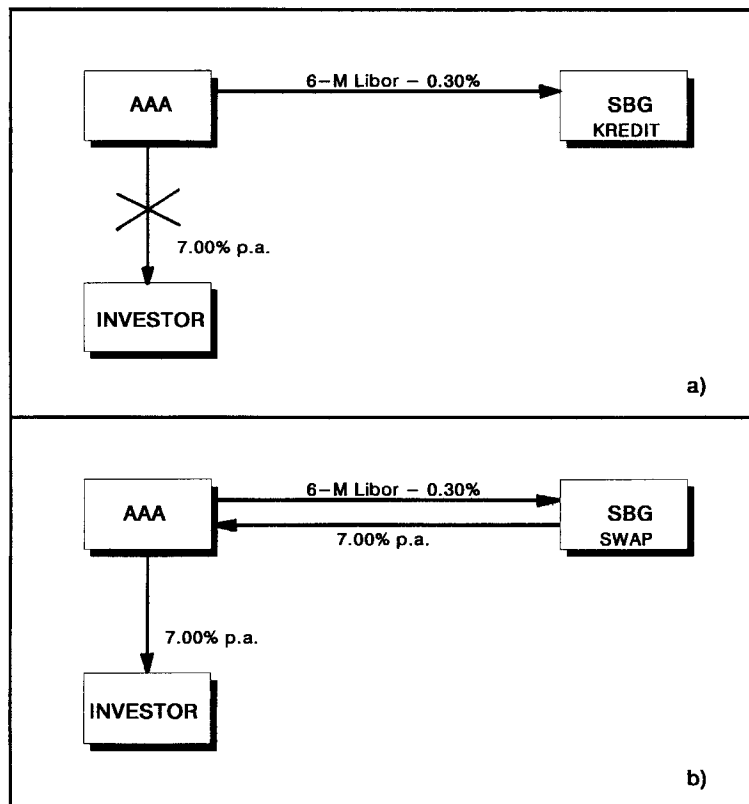 6–M Libor – 0.30%
AAA
SBG
KREDIT
7.00% p.a.
INVESTOR
a)
6–M Libor – 0.30%
AAA
SBG
7.00% p.a.
SWAP
7.00% p.a.
INVESTOR
b)